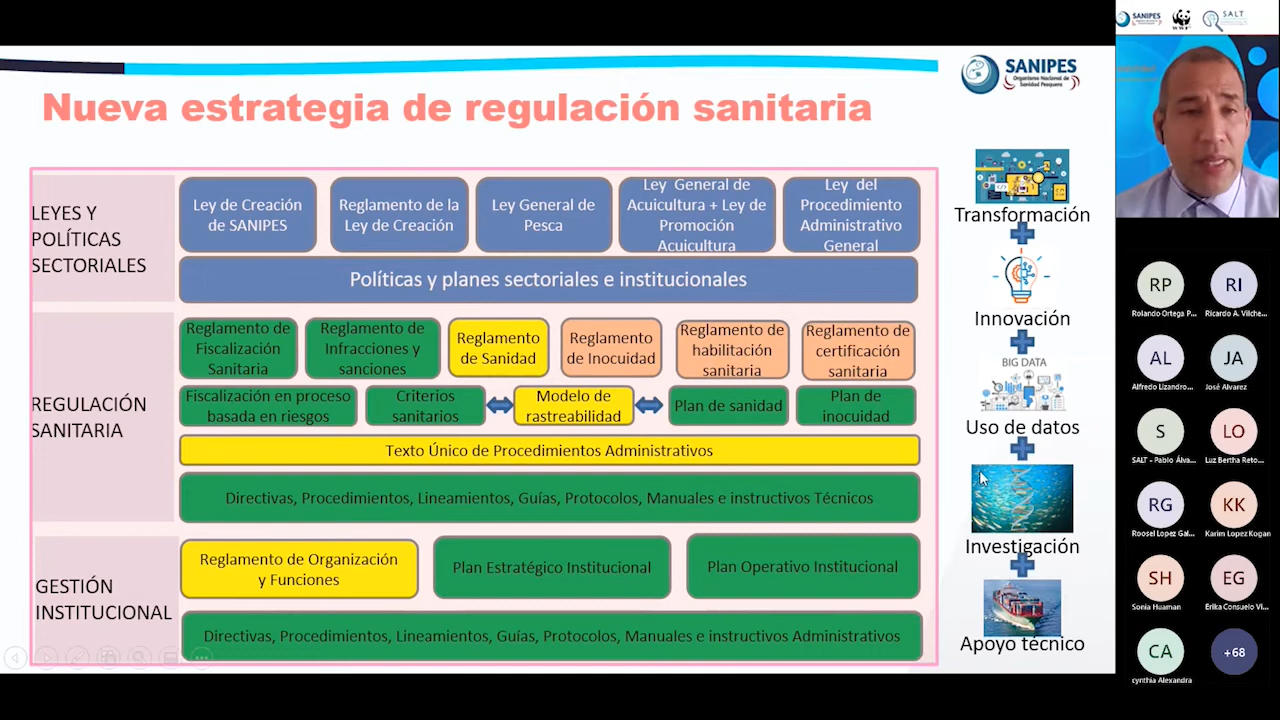 Nueva estrategia de regulación sanitaria
SANIPES
Organismo Nacional de
Sanidad Pesquera
SANIPES
WWF
SALT
LEYES Y
POLÍTICAS
SECTORIALES
Ley de Creación
de SANIPES
Reglamento de la
Ley de Creación
Ley General de
Pesca
Ley General de
Acuicultura + Ley de
Promoción
Acuicultura
Ley del
Procedimiento
Administrativo
General
Políticas y planes sectoriales e institucionales
REGULACIÓN
SANITARIA
Reglamento de
Fiscalización
Sanitaria
Reglamento de
Infracciones y
sanciones
Reglamento
de Sanidad
Reglamento
de Inocuidad
Reglamento de
habilitación
sanitaria
Reglamento de
certificación
sanitaria
Fiscalización en proceso
basada en riesgos
Criterios
sanitarios
Modelo de
rastreabilidad
Plan de sanidad
Plan de
inocuidad
Texto Único de Procedimientos Administrativos
Directivas, Procedimientos, Lineamientos, Guías, Protocolos, Manuales e instructivos Técnicos
GESTIÓN
INSTITUCIONAL
Reglamento de Organización
y Funciones
Plan Estratégico Institucional
Plan Operativo Institucional
Directivas, Procedimientos, Lineamientos, Guías, Protocolos, Manuales e instructivos Administrativos
Transformación
Innovación
BIG DATA
Uso de datos
Investigación
Apoyo técnico
RP
Rolando Ortega P...
RI
Ricardo A. Vilche...
AL
Alfredo Lizandro...
JA
José Alvarez
S
SALT - Pablo Álva...
LO
Luz Bertha Reto...
RG
Roosel Lopez Gal...
KK
Karim Lopez Kogan
SH
Sonia Huaman
EG
Erika Consuelo Vi...
CA
cynthia Alexandra
+68